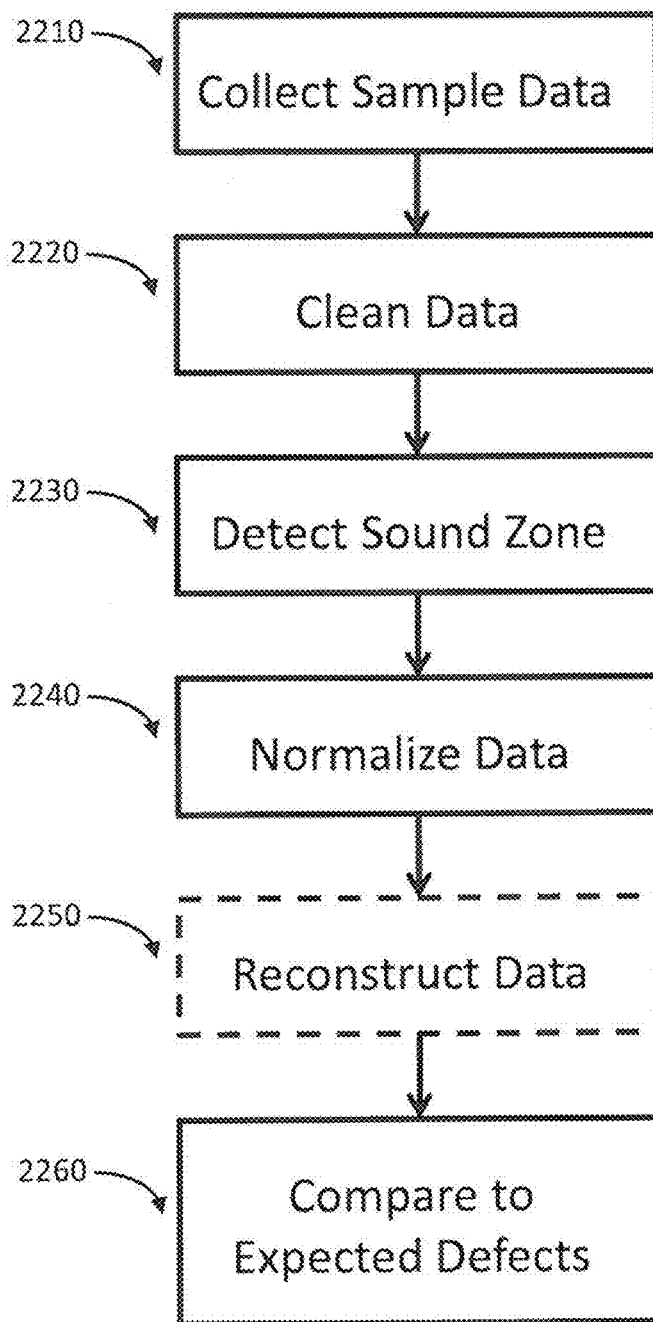 2210
Collect Sample Data
2220
Clean Data
2230
Detect Sound Zone
2240
Normalize Data
2250
Reconstruct Data
2260
Compare to
Expected Defects